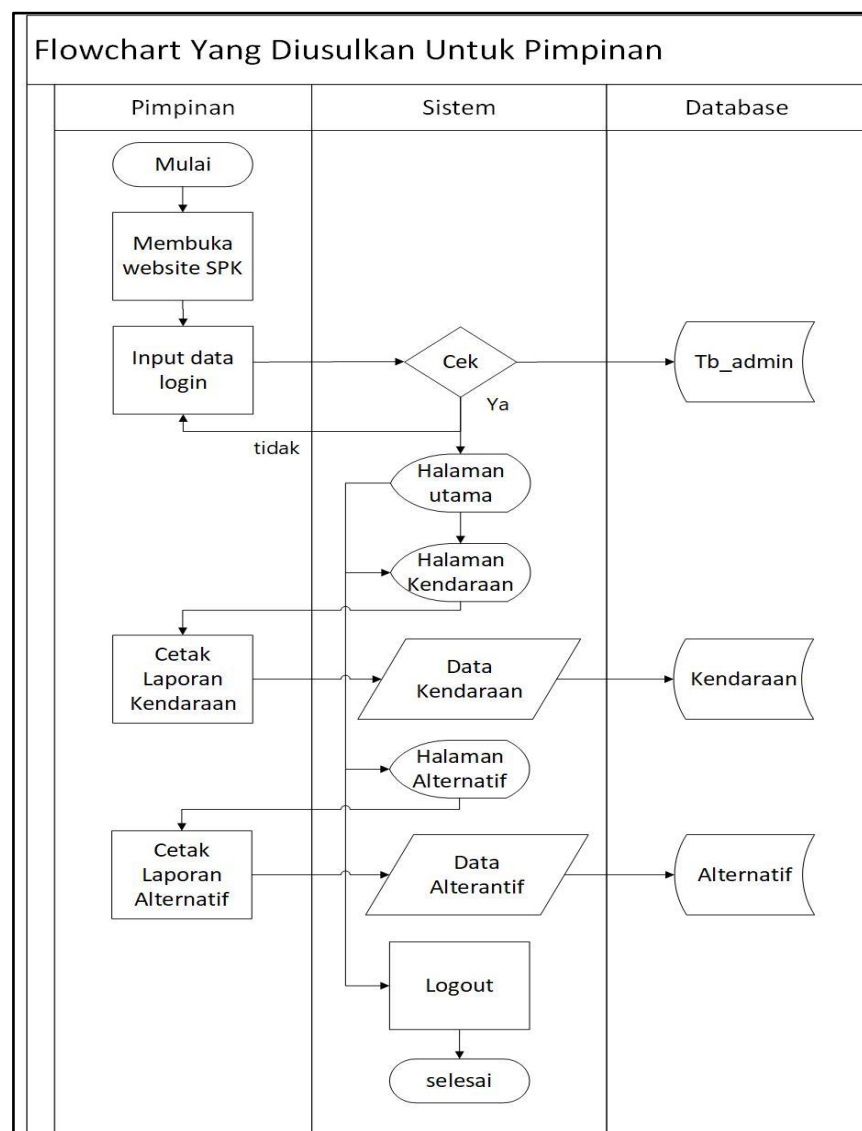 Flowchart Yang Diusulkan Untuk Pimpinan
Pimpinan
Sistem
Database
Mulai
Membuka
website SPK
Input data
login
Cek
Tb_admin
Ya
tidak
Halaman
utama
Halaman
Kendaraan
Cetak
Laporan
Kendaraan
Data
Kendaraan
Kendaraan
Halaman
Alternatif
Cetak
Laporan
Alternatif
Data
Alterantif
Alternatif
Logout
selesai